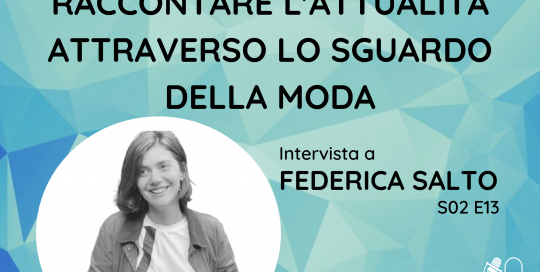 RACCONTARE L'ATTUALITÀ
ATTRAVERSO LO SGUARDO
DELLA MODA
Intervista a
FEDERICA SALTO
S02 E13